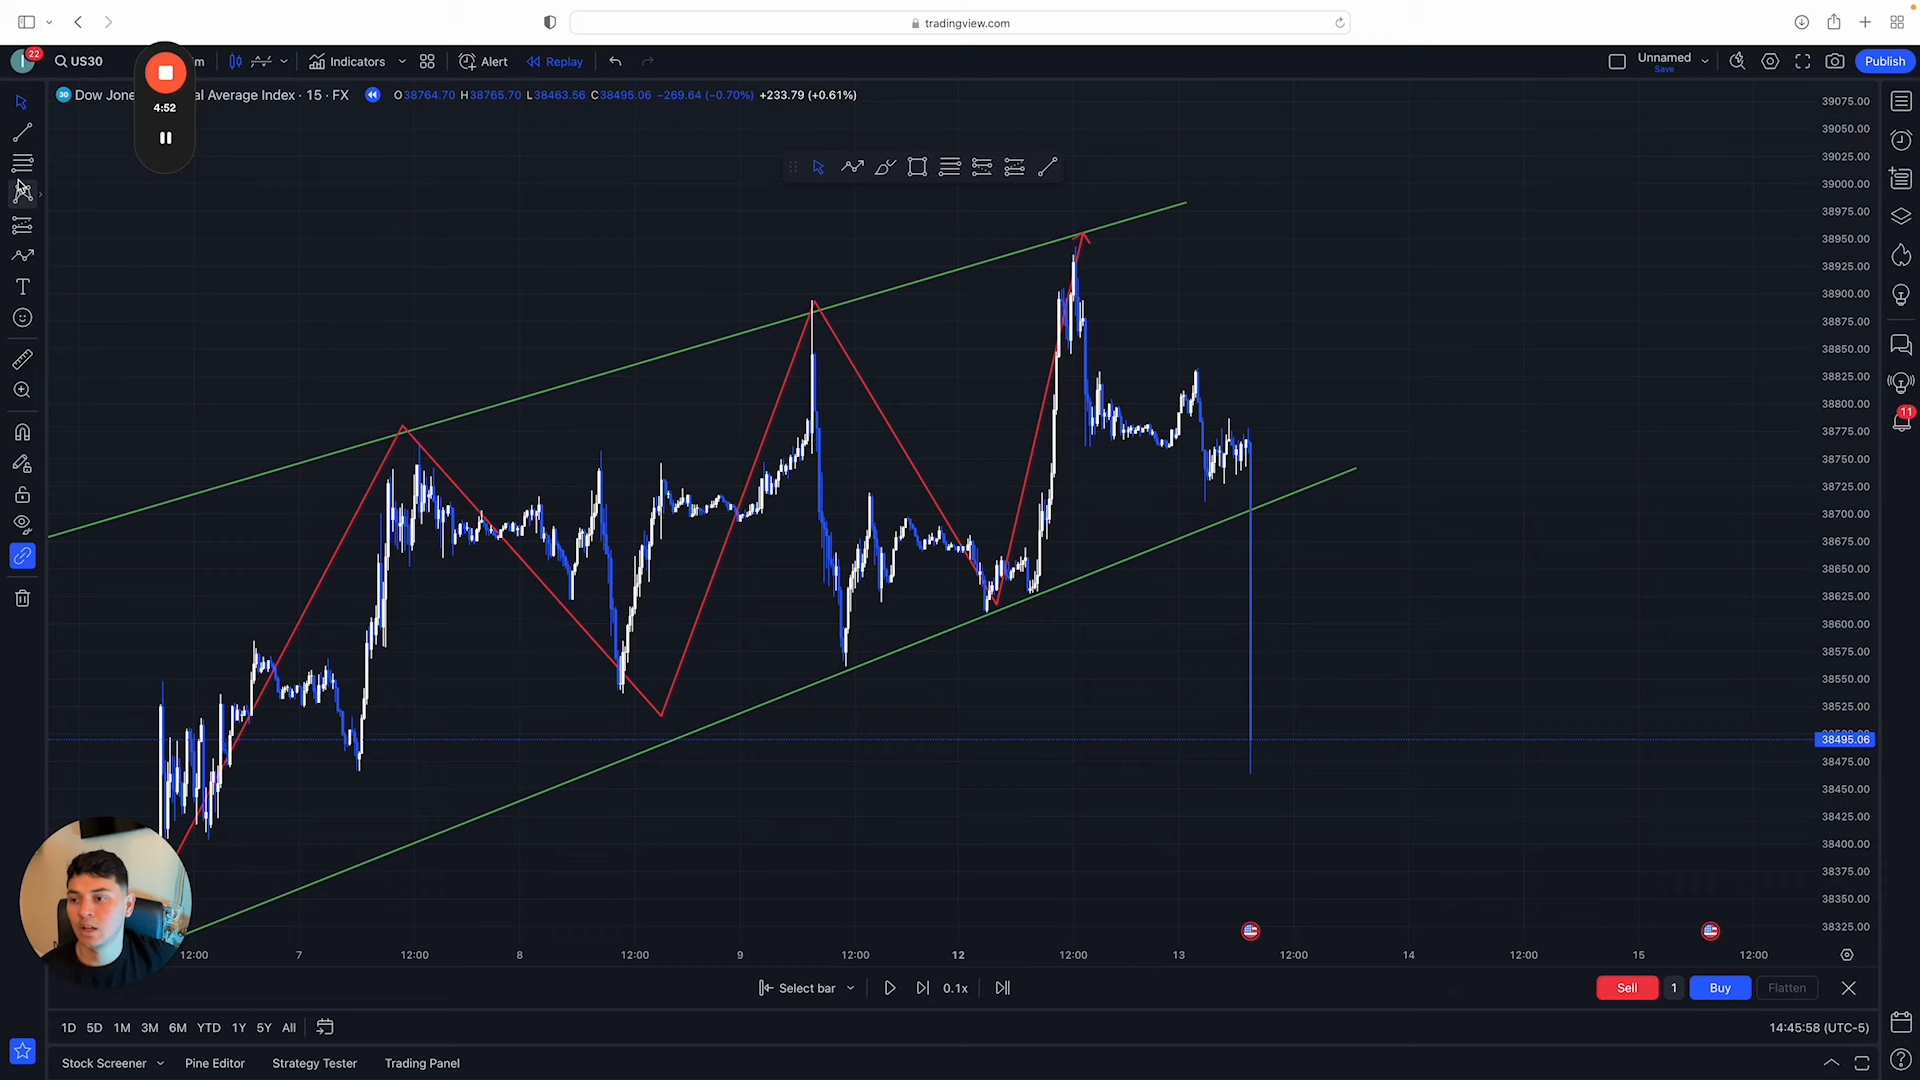 tradingview.com
22
US30
m
Indicators
Alert
Replay
Unnamed
Save
Publish
4:52
30
Dow Jone
al Average Index · 15 · FX
O38764.70 H38765.70 L38463.56 C38495.06 −269.64 (−0.70%) +233.79 (+0.61%)
39075.00
39050.00
39025.00
39000.00
38975.00
38950.00
38925.00
38900.00
38875.00
38850.00
38825.00
38800.00
38775.00
38750.00
38725.00
38700.00
38675.00
38650.00
38625.00
38600.00
38575.00
38550.00
38525.00
38495.06
38475.00
38450.00
38425.00
38400.00
38375.00
38350.00
38325.00
11
12:00
7
12:00
8
12:00
9
12:00
12
12:00
13
12:00
14
12:00
15
12:00
Select bar
0.1x
Sell
1
Buy
Flatten
1D 5D 1M 3M 6M YTD 1Y 5Y All
14:45:58 (UTC-5)
Stock Screener
Pine Editor
Strategy Tester
Trading Panel